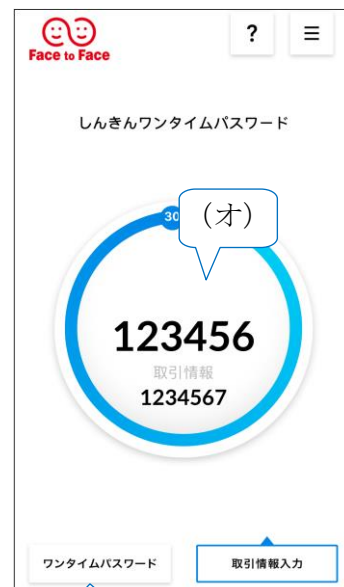 Face to Face
?
しんきんワンタイムパスワード
30
(オ)
123456
取引情報
1234567
ワンタイムパスワード
取引情報入力